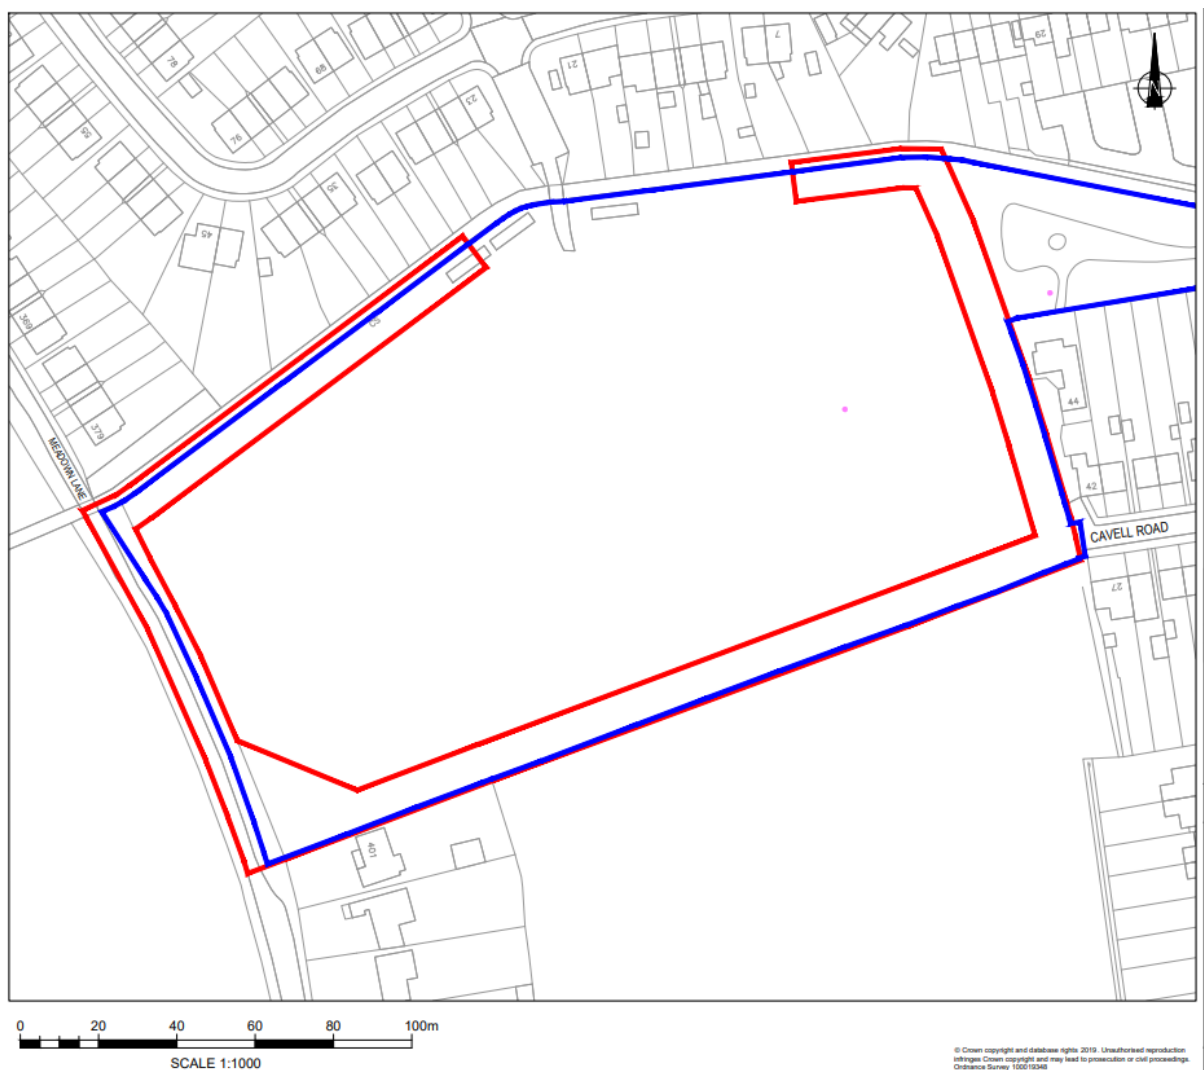 78
68
76
55
23
21
7
29
35
45
369
379
MEADOWN LANE
N
44
42
CAVELL ROAD
27
401
0 20 40 60 80 100m
SCALE 1:1000
© Crown copyright and database rights 2019. Unauthorised reproduction
infringes Crown copyright and may lead to prosecution or civil proceedings.
Ordnance Survey 100019348